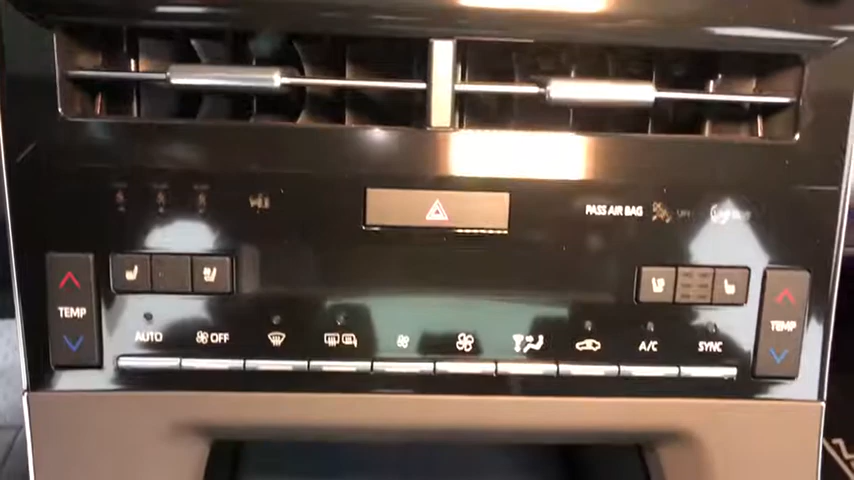 PASS AIR BAG
TEMP
TEMP
AUTO
OFF
A/C
SYNC